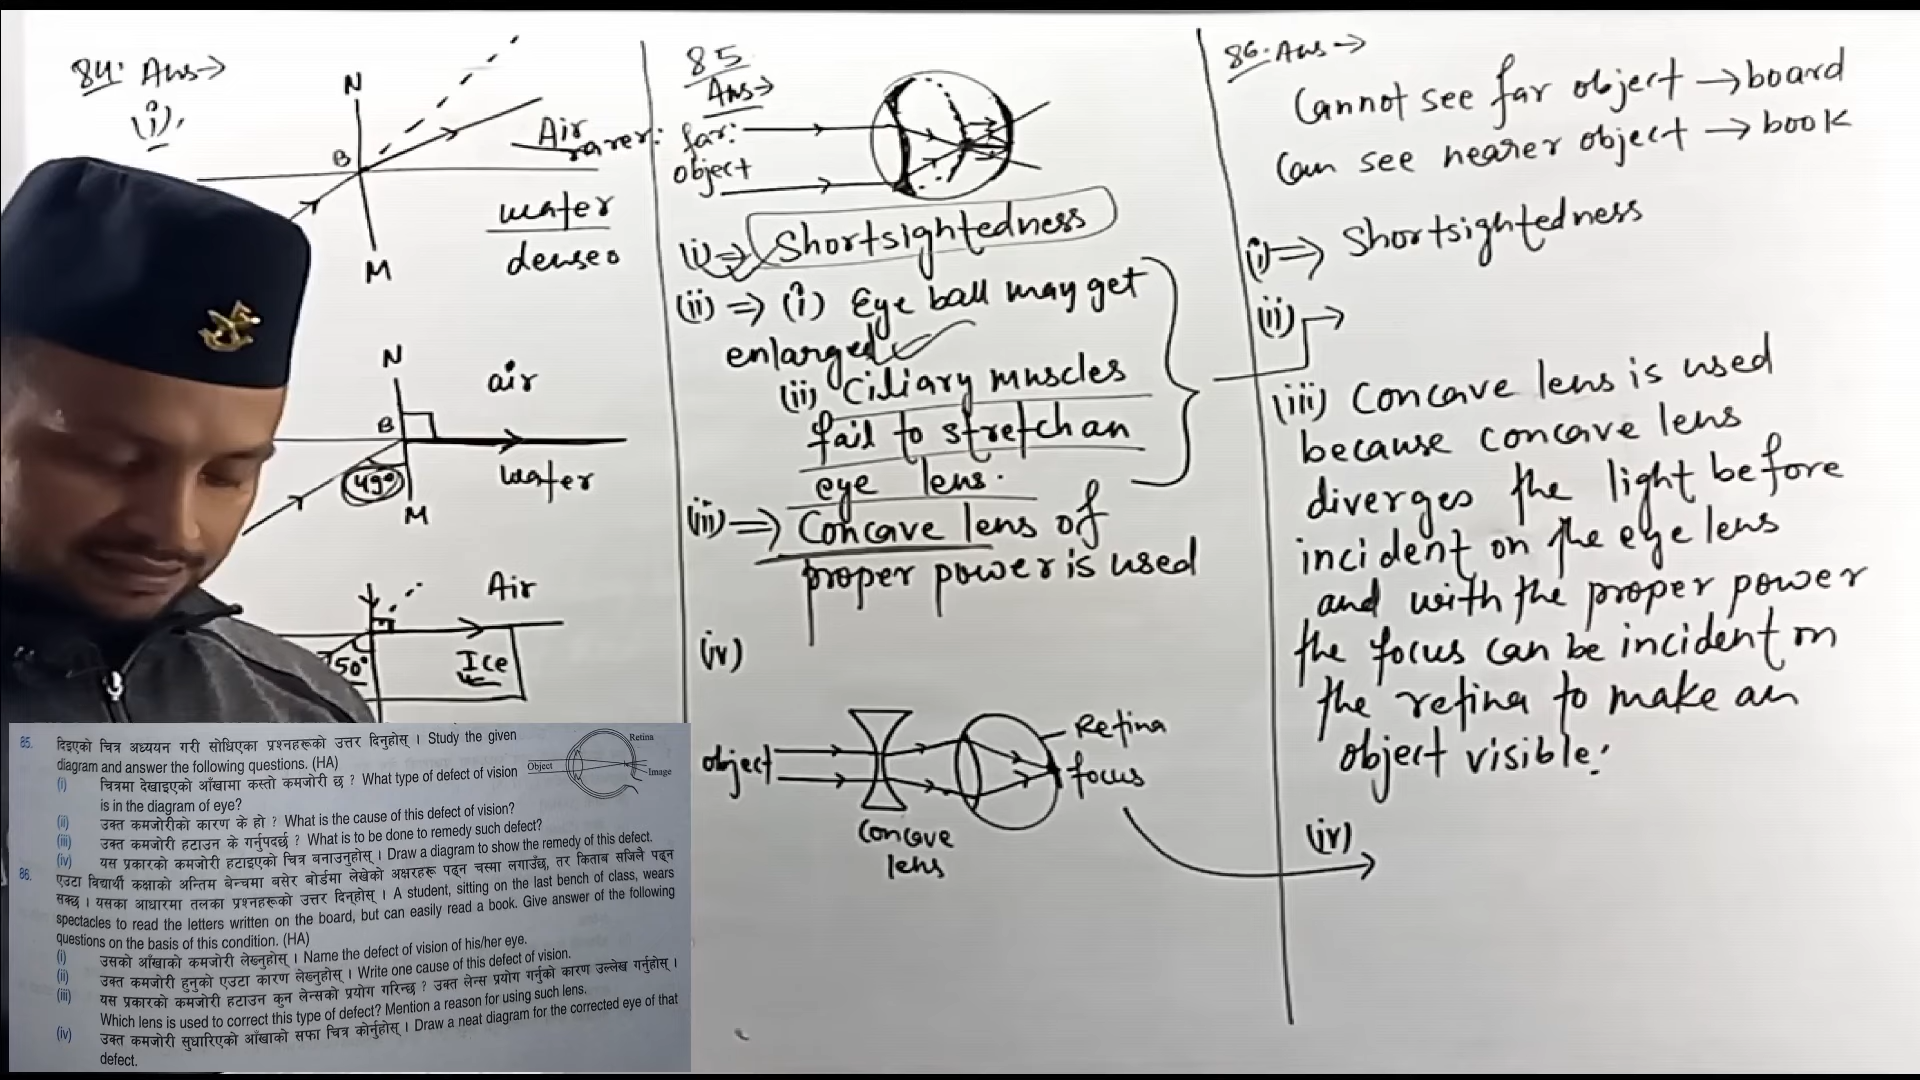 84. Ans→
(i),
N
B
Air
rarer:
water
denser
M
N
air
B
49°
water
M
Air
50°
Ice
85
Ans→
far:
object
(i)⇒ Shortsightedness
(ii) ⇒ (i) Eye ball may get
enlarged
(ii) Ciliary muscles
fail to stretch an
eye lens.
(iii)⇒ Concave lens of
proper power is used
(iv)
object
Retina
focus
Concave
lens
86. Ans→
Cannot see far object → board
Can see nearer object → book
(i)⇒ Shortsightedness
(ii)→
(iii) Concave lens is used
because concave lens
diverges the light before
incident on the eye lens
and with the proper power
the focus can be incident on
the retina to make an
object visible.
(iv)
85. दिइएको चित्र अध्ययन गरी सोधिएका प्रश्नहरूको उत्तर दिनुहोस् । Study the given
diagram and answer the following questions. (HA)
Retina
Object
Image
(i) चित्रमा देखाइएको आँखामा कस्तो कमजोरी छ ? What type of defect of vision
is in the diagram of eye?
(ii) उक्त कमजोरीको कारण के हो ? What is the cause of this defect of vision?
(iii) उक्त कमजोरी हटाउन के गर्नुपर्दछ ? What is to be done to remedy such defect?
(iv) यस प्रकारको कमजोरी हटाइएको चित्र बनाउनुहोस् । Draw a diagram to show the remedy of this defect.
86. एउटा विद्यार्थी कक्षाको अन्तिम बेन्चमा बसेर बोर्डमा लेखेको अक्षरहरू पढ्न चस्मा लगाउँछ, तर किताब सजिलै पढ्न
सक्छ । यसका आधारमा तलका प्रश्नहरूको उत्तर दिनुहोस् । A student, sitting on the last bench of class, wears
spectacles to read the letters written on the board, but can easily read a book. Give answer of the following
questions on the basis of this condition. (HA)
(i) उसको आँखाको कमजोरी लेख्नुहोस् । Name the defect of vision of his/her eye.
(ii) उक्त कमजोरी हुनुको एउटा कारण लेख्नुहोस् । Write one cause of this defect of vision.
(iii) यस प्रकारको कमजोरी हटाउन कुन लेन्सको प्रयोग गरिन्छ ? उक्त लेन्स प्रयोग गर्नुको कारण उल्लेख गर्नुहोस् ।
Which lens is used to correct this type of defect? Mention a reason for using such lens.
(iv) उक्त कमजोरी सुधारिएको आँखाको सफा चित्र कोर्नुहोस् । Draw a neat diagram for the corrected eye of that
defect.